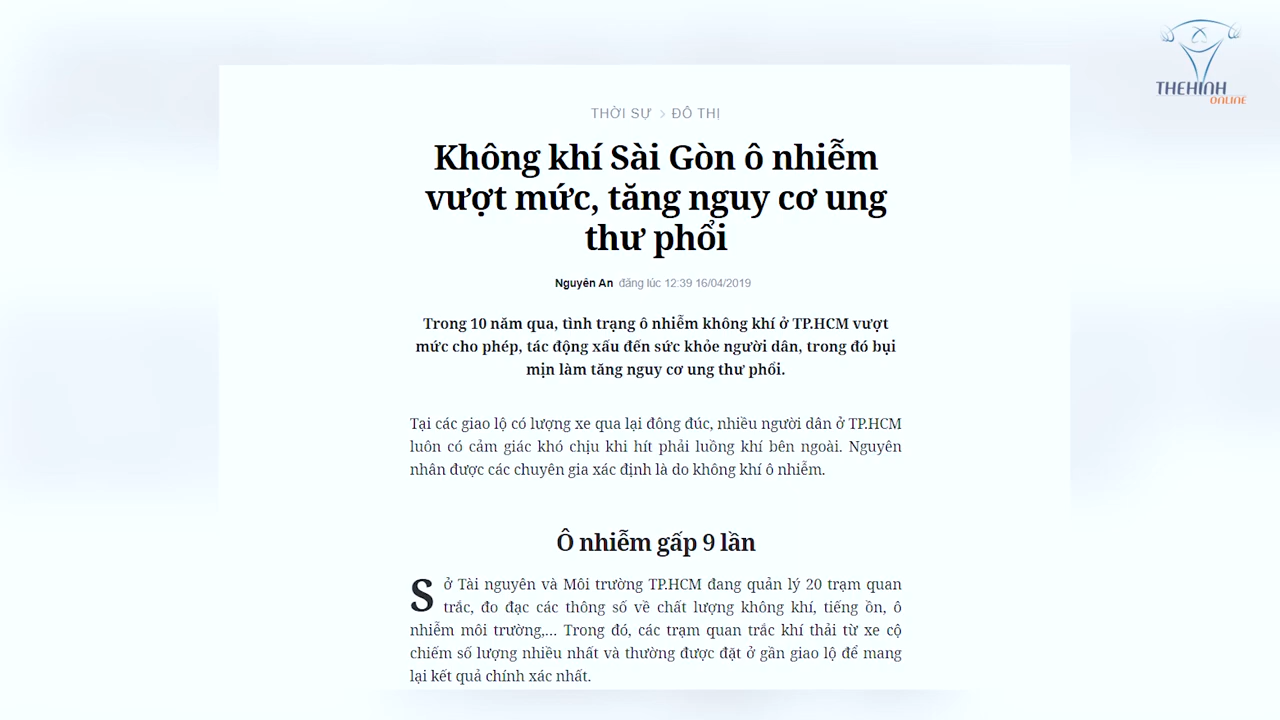 THEHINH
ONLINE
THỜI SỰ > ĐÔ THỊ
Không khí Sài Gòn ô nhiễm
vượt mức, tăng nguy cơ ung
thư phổi
Nguyên An đăng lúc 12:39 16/04/2019
Trong 10 năm qua, tình trạng ô nhiễm không khí ở TP.HCM vượt
mức cho phép, tác động xấu đến sức khỏe người dân, trong đó bụi
mịn làm tăng nguy cơ ung thư phổi.
Tại các giao lộ có lượng xe qua lại đông đúc, nhiều người dân ở TP.HCM
luôn có cảm giác khó chịu khi hít phải luồng khí bên ngoài. Nguyên
nhân được các chuyên gia xác định là do không khí ô nhiễm.
Ô nhiễm gấp 9 lần
Sở Tài nguyên và Môi trường TP.HCM đang quản lý 20 trạm quan
trắc, đo đạc các thông số về chất lượng không khí, tiếng ồn, ô
nhiễm môi trường,... Trong đó, các trạm quan trắc khí thải từ xe cộ
chiếm số lượng nhiều nhất và thường được đặt ở gần giao lộ để mang
lại kết quả chính xác nhất.